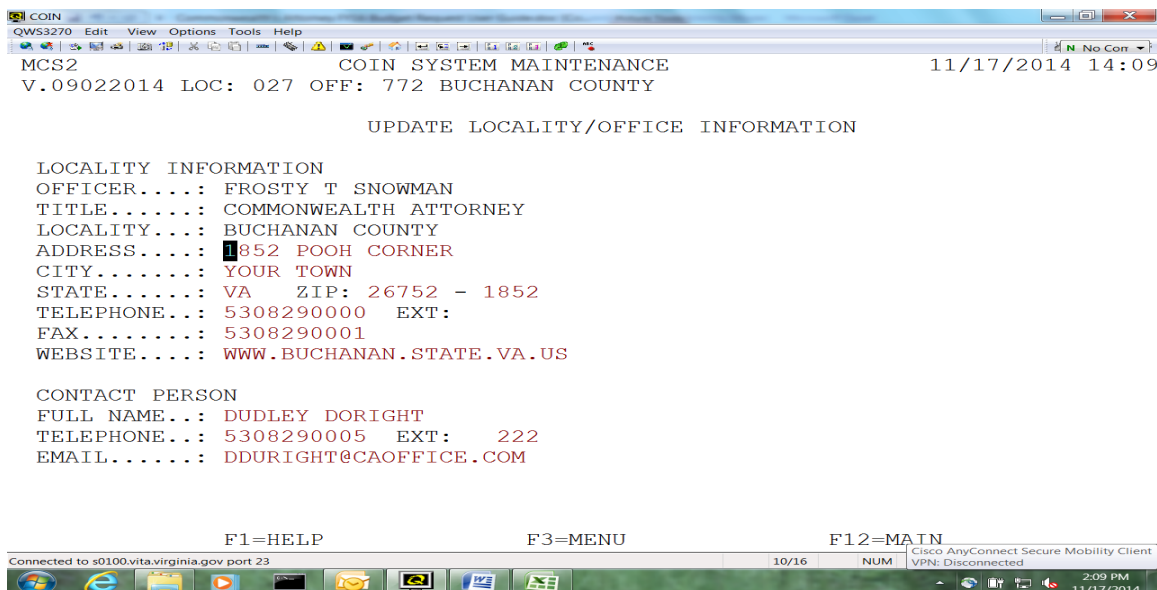 COIN
QWS3270 Edit View Options Tools Help
N No Corr
MCS2 COIN SYSTEM MAINTENANCE 11/17/2014 14:09
V.09022014 LOC: 027 OFF: 772 BUCHANAN COUNTY
UPDATE LOCALITY/OFFICE INFORMATION
LOCALITY INFORMATION
OFFICER....: FROSTY T SNOWMAN
TITLE......: COMMONWEALTH ATTORNEY
LOCALITY...: BUCHANAN COUNTY
ADDRESS....: 1852 POOH CORNER
CITY.......: YOUR TOWN
STATE......: VA ZIP: 26752 - 1852
TELEPHONE..: 5308290000 EXT:
FAX........: 5308290001
WEBSITE....: WWW.BUCHANAN.STATE.VA.US
CONTACT PERSON
FULL NAME..: DUDLEY DORIGHT
TELEPHONE..: 5308290005 EXT: 222
EMAIL......: DDURIGHT@CAOFFICE.COM
F1=HELP F3=MENU F12=MAIN
Connected to s0100.vita.virginia.gov port 23 10/16 NUM
Cisco AnyConnect Secure Mobility Client
VPN: Disconnected
2:09 PM
11/17/2014